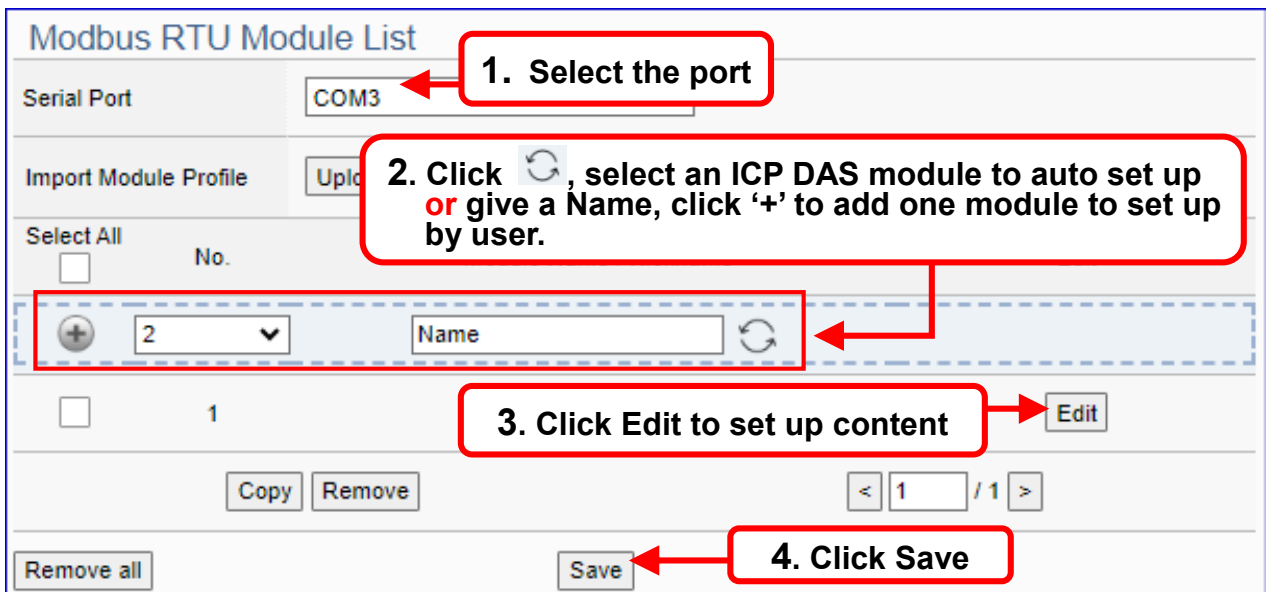 Modbus RTU Module List
1. Select the port
Serial Port
COM3
2. Click , select an ICP DAS module to auto set up
or give a Name, click ‘+’ to add one module to set up
by user.
Import Module Profile
Select All
No.
2
Name
1
3. Click Edit to set up content
Edit
Copy
Remove
<
1
/ 1
>
4. Click Save
Remove all
Save